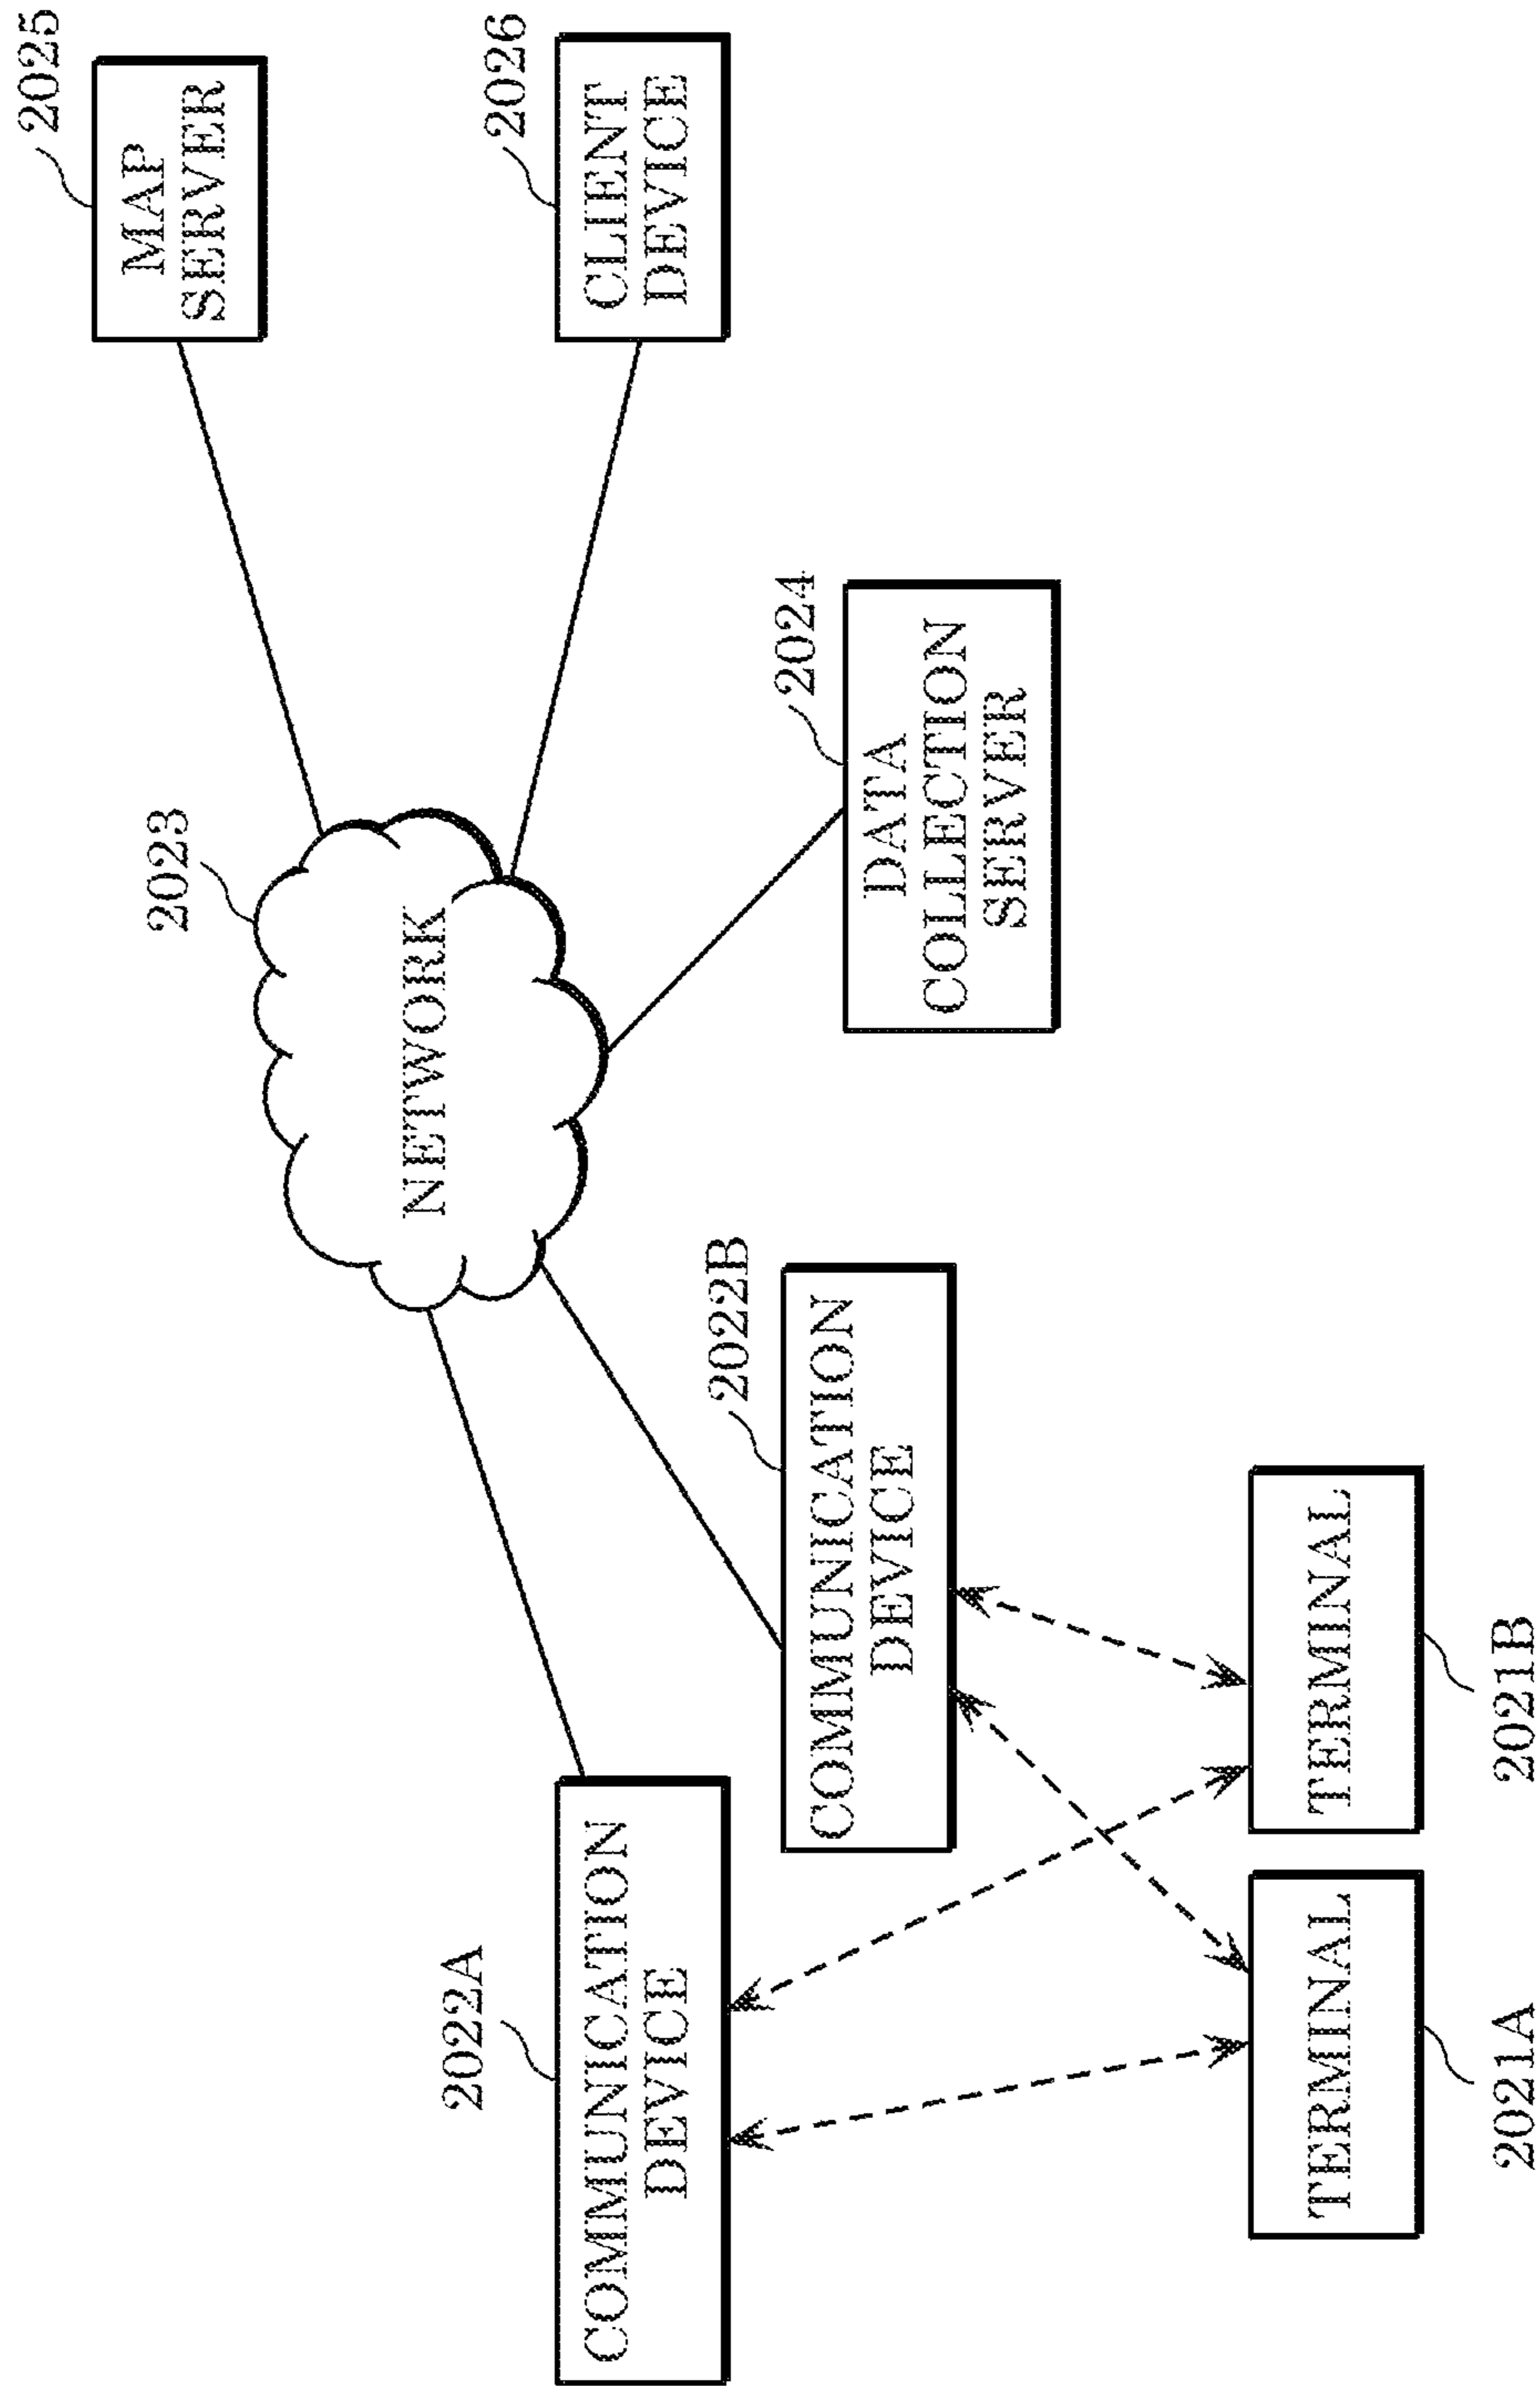 2025
MAP
SERVER
2026
CLIENT
DEVICE
2023
NETWORK
2024
DATA
COLLECTION
SERVER
2022A
COMMUNICATION
DEVICE
2022B
COMMUNICATION
DEVICE
TERMINAL
2021A
TERMINAL
2021B